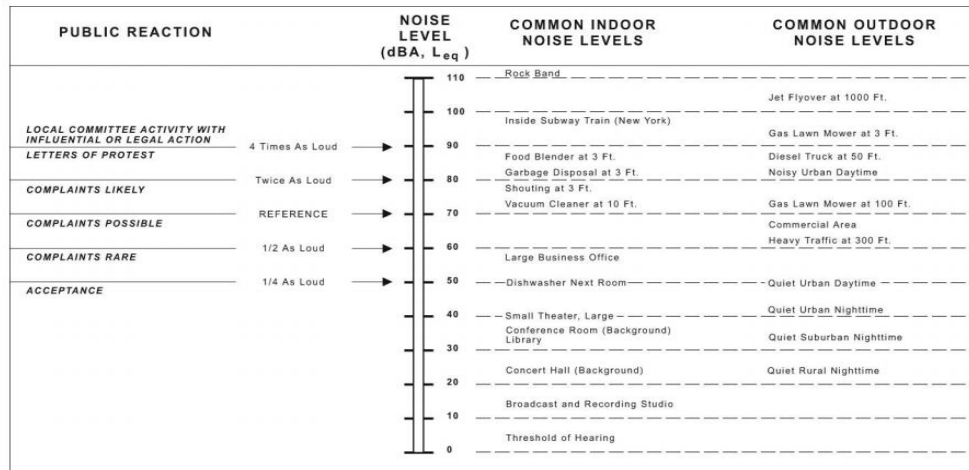 PUBLIC REACTION
NOISE
LEVEL
(dBA, Leq )
COMMON INDOOR
NOISE LEVELS
COMMON OUTDOOR
NOISE LEVELS
110
Rock Band
Jet Flyover at 1000 Ft.
100
Inside Subway Train (New York)
LOCAL COMMITTEE ACTIVITY WITH
INFLUENTIAL OR LEGAL ACTION
Gas Lawn Mower at 3 Ft.
4 Times As Loud
90
LETTERS OF PROTEST
Food Blender at 3 Ft.
Diesel Truck at 50 Ft.
Garbage Disposal at 3 Ft.
Noisy Urban Daytime
Twice As Loud
80
COMPLAINTS LIKELY
Shouting at 3 Ft.
Vacuum Cleaner at 10 Ft.
Gas Lawn Mower at 100 Ft.
REFERENCE
70
COMPLAINTS POSSIBLE
Commercial Area
Heavy Traffic at 300 Ft.
1/2 As Loud
60
COMPLAINTS RARE
Large Business Office
1/4 As Loud
50
Dishwasher Next Room
Quiet Urban Daytime
ACCEPTANCE
Quiet Urban Nighttime
40
Small Theater, Large
Conference Room (Background)
Library
Quiet Suburban Nighttime
30
Concert Hall (Background)
Quiet Rural Nighttime
20
Broadcast and Recording Studio
10
Threshold of Hearing
0